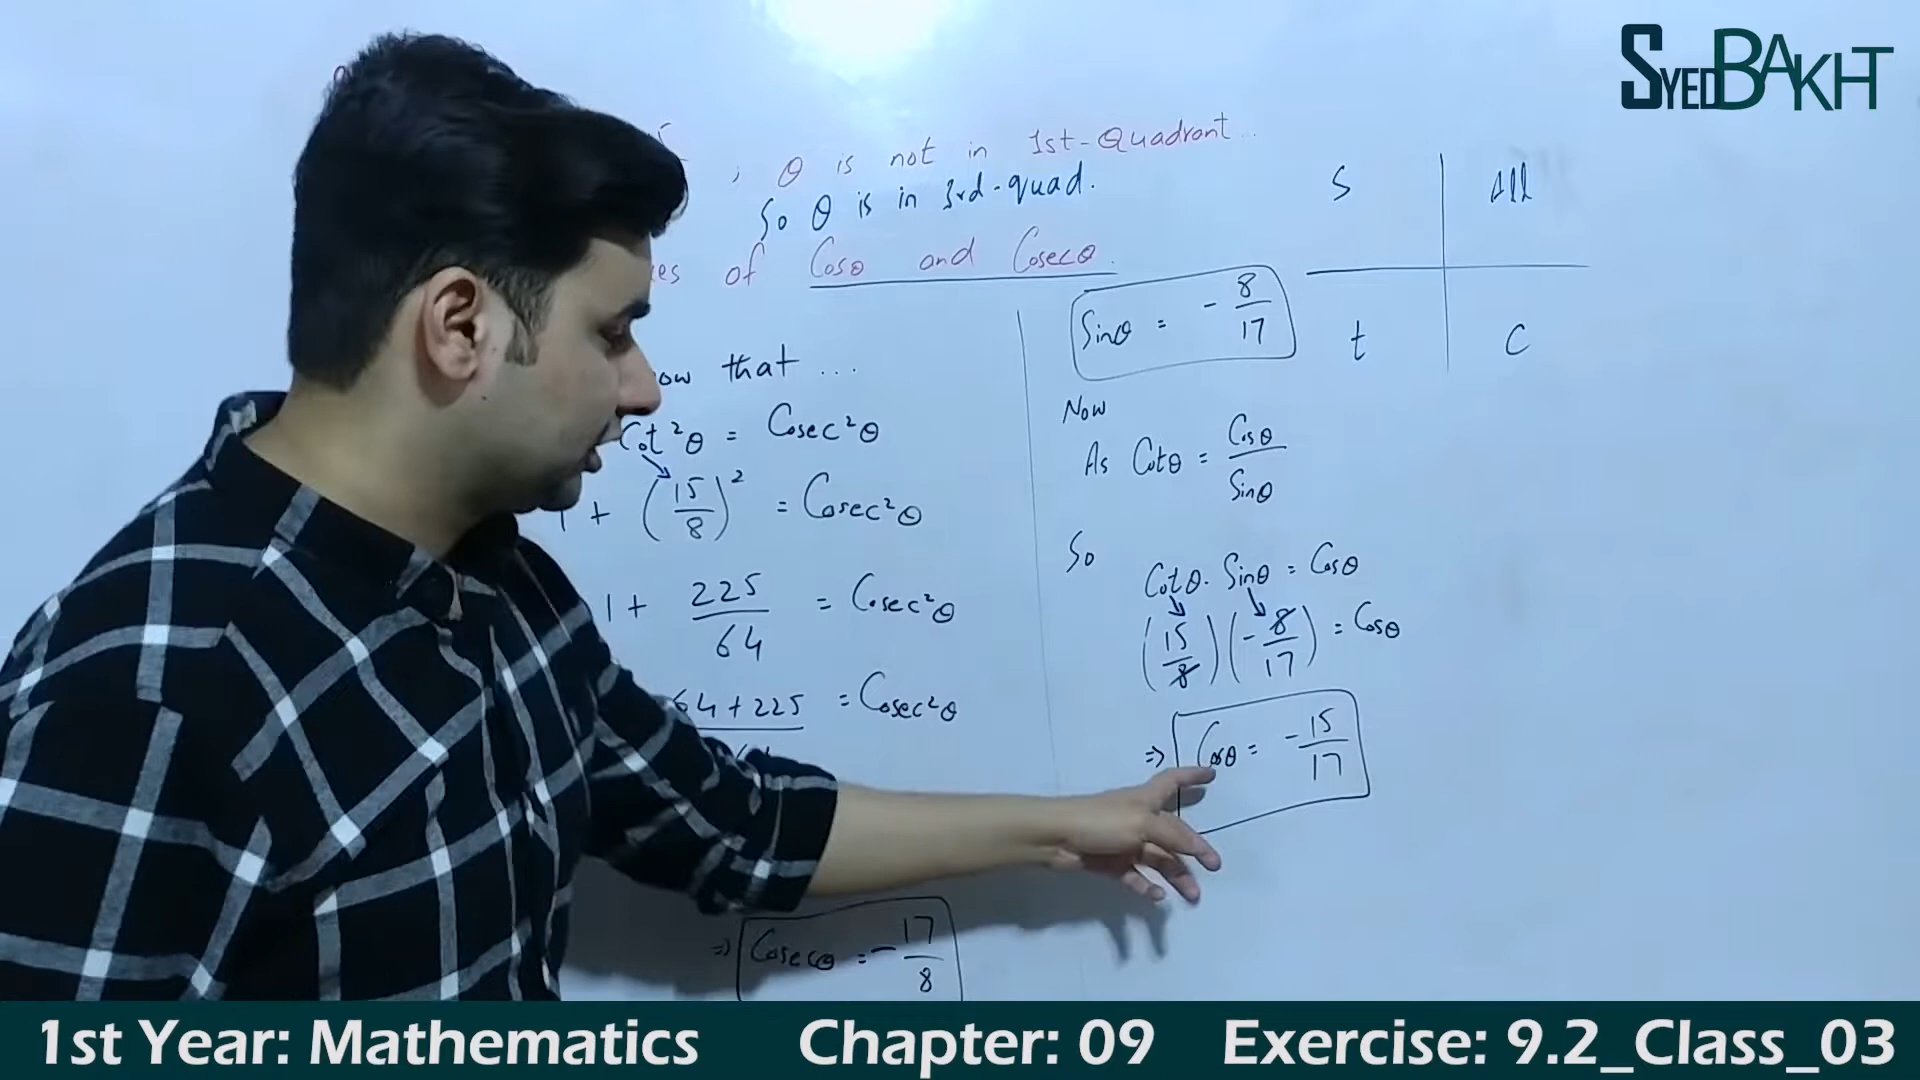 SYEDBAKHT
; θ is not in 1st-Quadrant...
So θ is in 3rd-quad.
of Cosθ and Cosecθ.
that ...
Cot²θ = Cosec²θ
1 + (15/8)² = Cosec²θ
1 + 225/64 = Cosec²θ
64+225 = Cosec²θ
=> Cosecθ = -17/8
Sinθ = -8/17
Now
As Cotθ = Cosθ/Sinθ
So
Cotθ. Sinθ = Cosθ
(15/8)(-8/17) = Cosθ
=> Cosθ = -15/17
S All
t C
1st Year: Mathematics Chapter: 09 Exercise: 9.2_Class_03